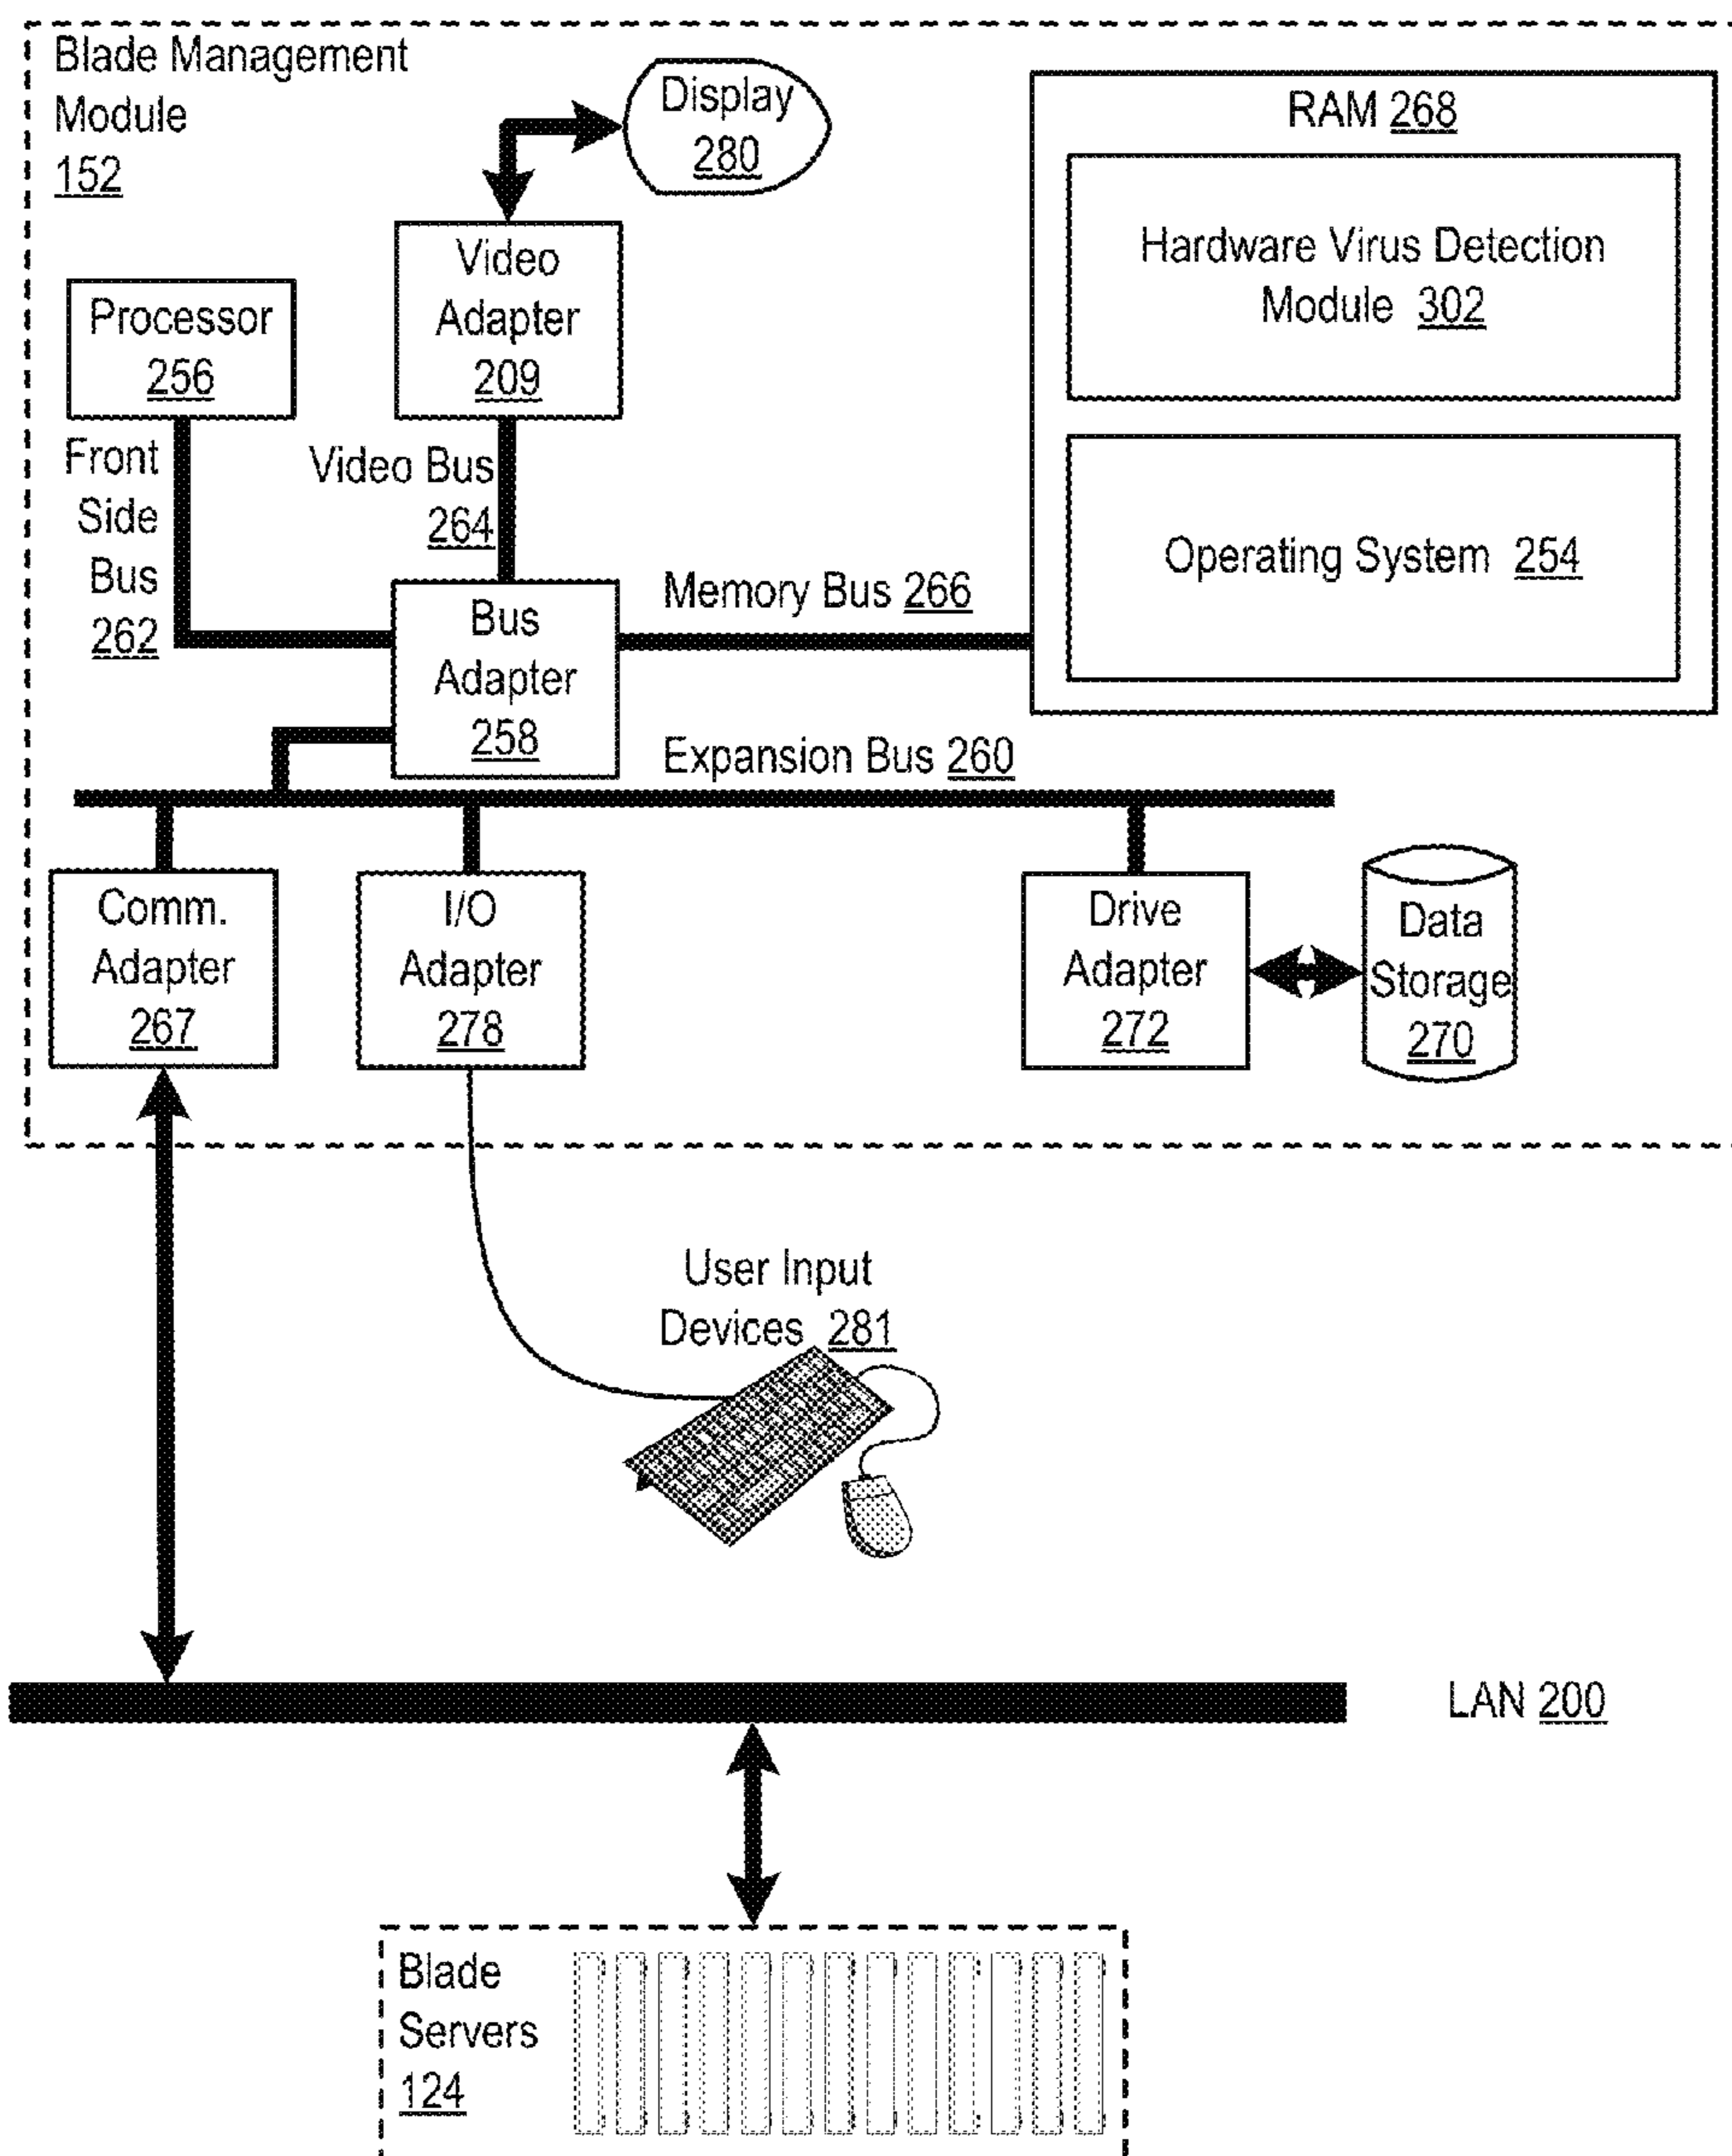 Blade Management
Module
152
Display
280
RAM 268
Hardware Virus Detection
Module 302
Operating System 254
Video
Adapter
209
Processor
256
Front
Side
Bus
262
Video Bus
264
Bus
Adapter
258
Memory Bus 266
Expansion Bus 260
Comm.
Adapter
267
I/O
Adapter
278
Drive
Adapter
272
Data
Storage
270
User Input
Devices 281
LAN 200
Blade
Servers
124